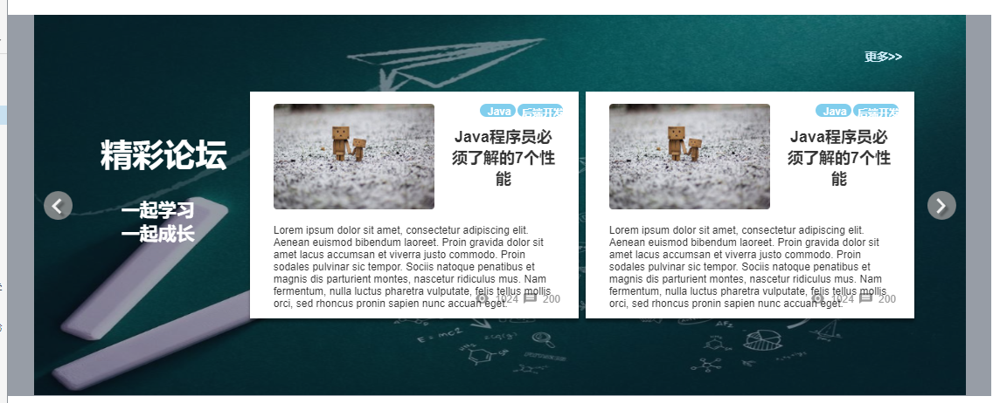 更多>>
精彩论坛
一起学习
一起成长
Java 后端开发
Java程序员必
须了解的7个性
能
Lorem ipsum dolor sit amet, consectetur adipiscing elit.
Aenean euismod bibendum laoreet. Proin gravida dolor sit
amet lacus accumsan et viverra justo commodo. Proin
sodales pulvinar sic tempor. Sociis natoque penatibus et
magnis dis parturient montes, nascetur ridiculus mus. Nam
fermentum, nulla luctus pharetra vulputate, felis tellus mollis
orci, sed rhoncus pronin sapien nunc accuan eget.
1024 200
Java 后端开发
Java程序员必
须了解的7个性
能
Lorem ipsum dolor sit amet, consectetur adipiscing elit.
Aenean euismod bibendum laoreet. Proin gravida dolor sit
amet lacus accumsan et viverra justo commodo. Proin
sodales pulvinar sic tempor. Sociis natoque penatibus et
magnis dis parturient montes, nascetur ridiculus mus. Nam
fermentum, nulla luctus pharetra vulputate, felis tellus mollis
orci, sed rhoncus pronin sapien nunc accuan eget.
1024 200
E = mc2